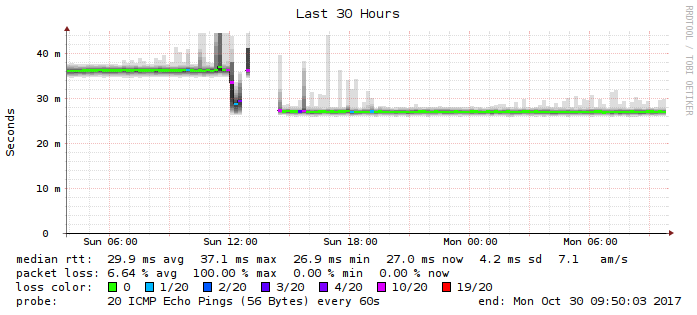 Last 30 Hours
RRDTOOL / TOBI OETIKER
Seconds
40 m
30 m
20 m
10 m
0
Sun 06:00 Sun 12:00 Sun 18:00 Mon 00:00 Mon 06:00
median rtt: 29.9 ms avg 37.1 ms max 26.9 ms min 27.0 ms now 4.2 ms sd 7.1 am/s
packet loss: 6.64 % avg 100.00 % max 0.00 % min 0.00 % now
loss color: 0 1/20 2/20 3/20 4/20 10/20 19/20
probe: 20 ICMP Echo Pings (56 Bytes) every 60s end: Mon Oct 30 09:50:03 2017